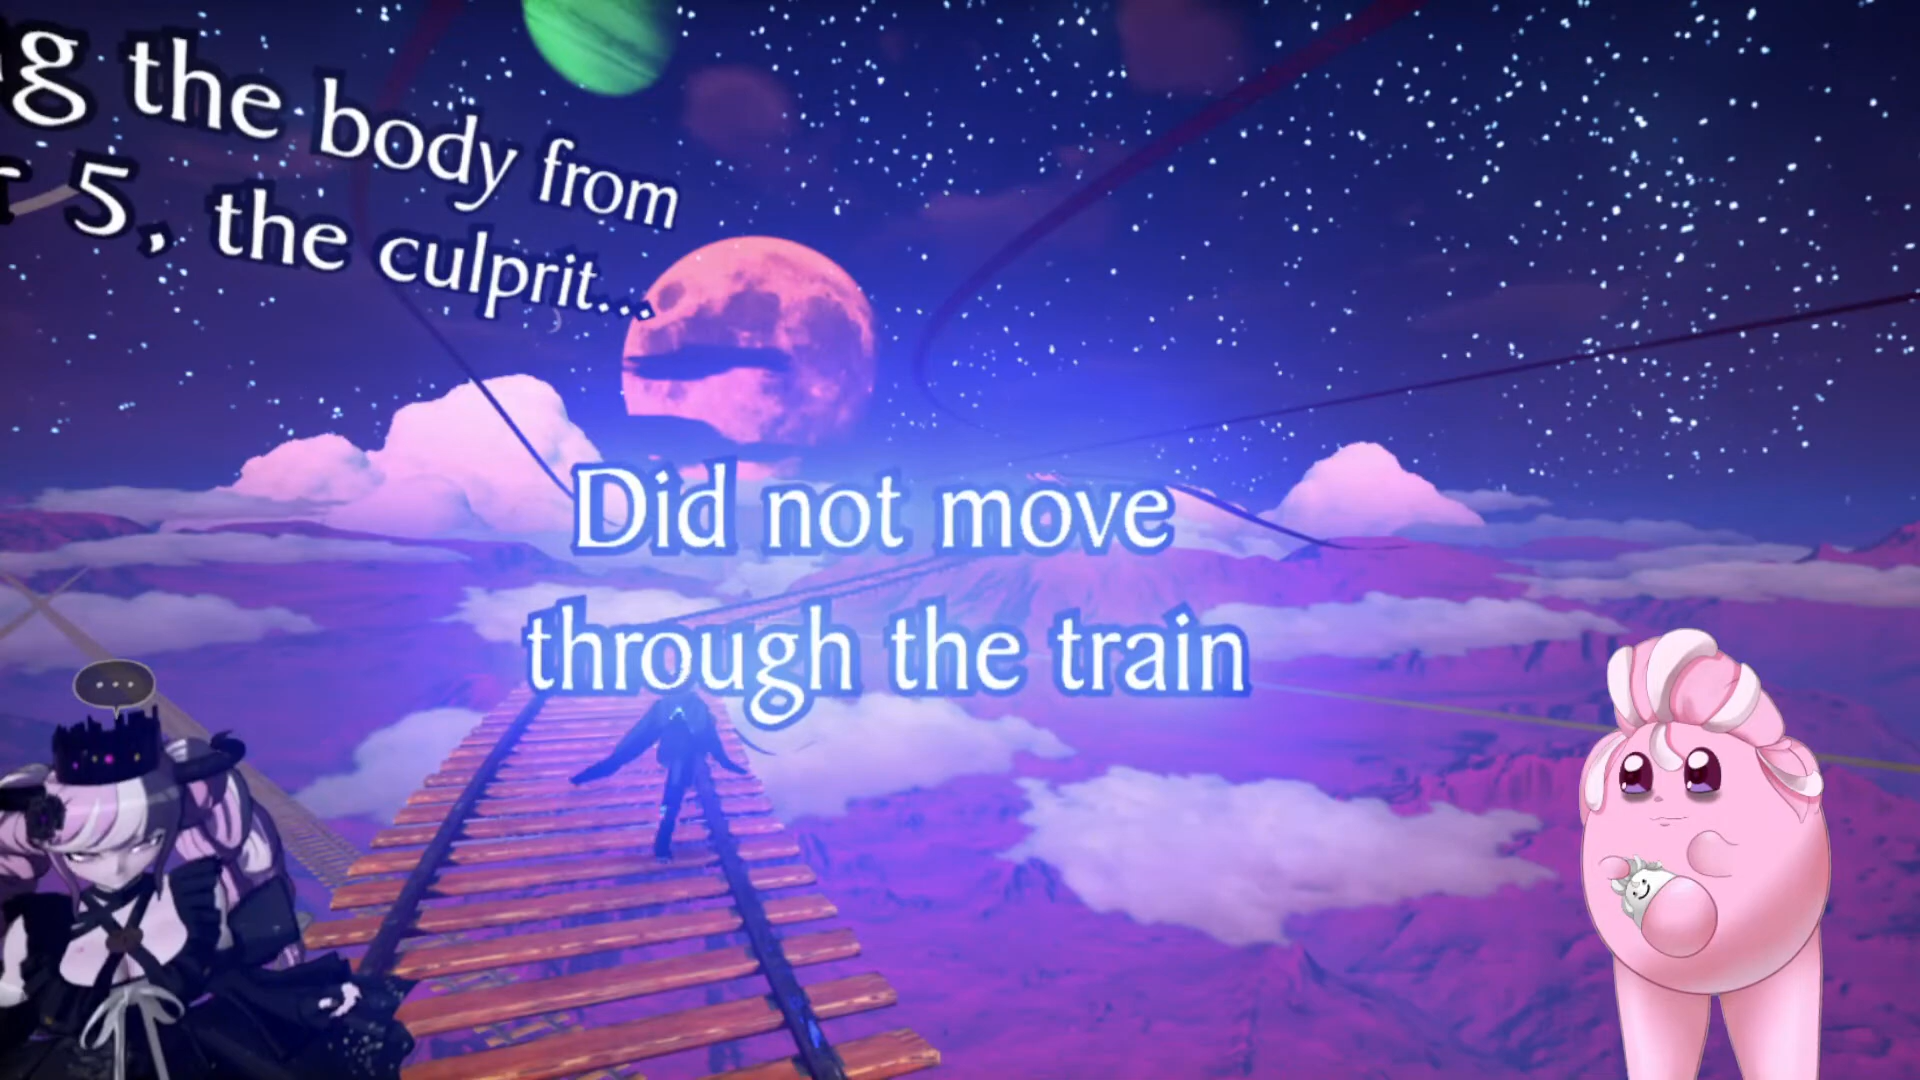 the body from
5, the culprit...
Did not move
through the train
...